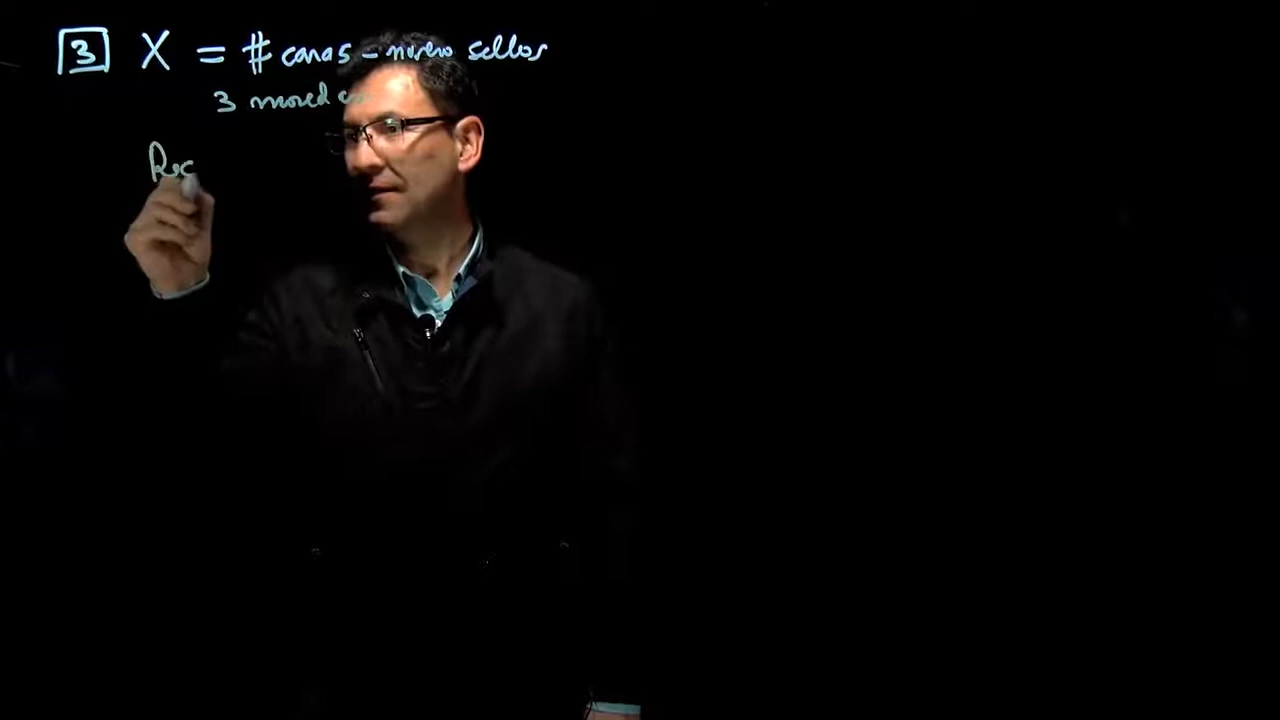 3 X = # caras - número sellos
3 moned
Rec